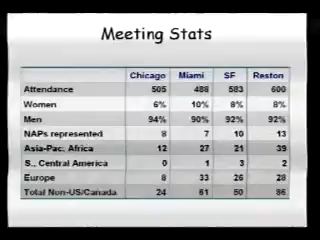 Meeting Stats
Chicago Miami SF Reston
Attendance 505 488 583 600
Women 6% 10% 8% 8%
Men 94% 90% 92% 92%
NAPs represented 8 7 10 13
Asia-Pac, Africa 12 27 21 39
S., Central America 0 1 3 2
Europe 8 33 26 28
Total Non-US/Canada 24 61 50 86